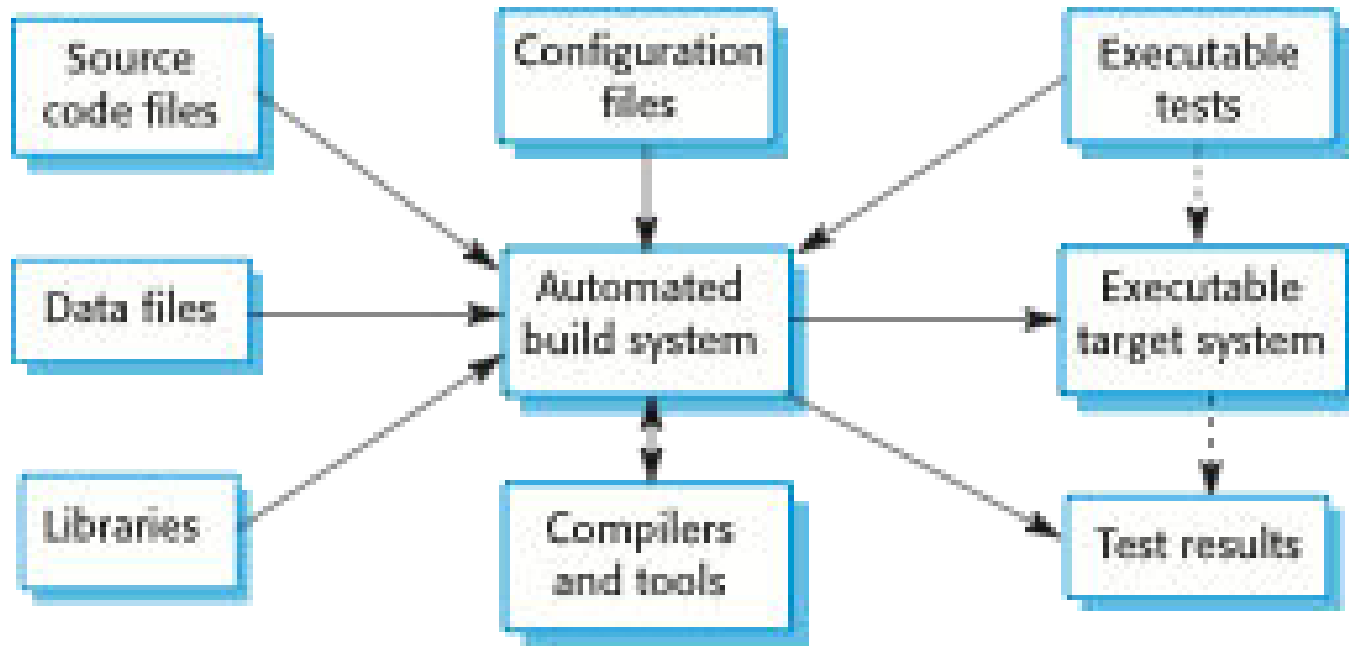 Source
code files
Configuration
files
Executable
tests
Data files
Automated
build system
Executable
target system
Libraries
Compilers
and tools
Test results